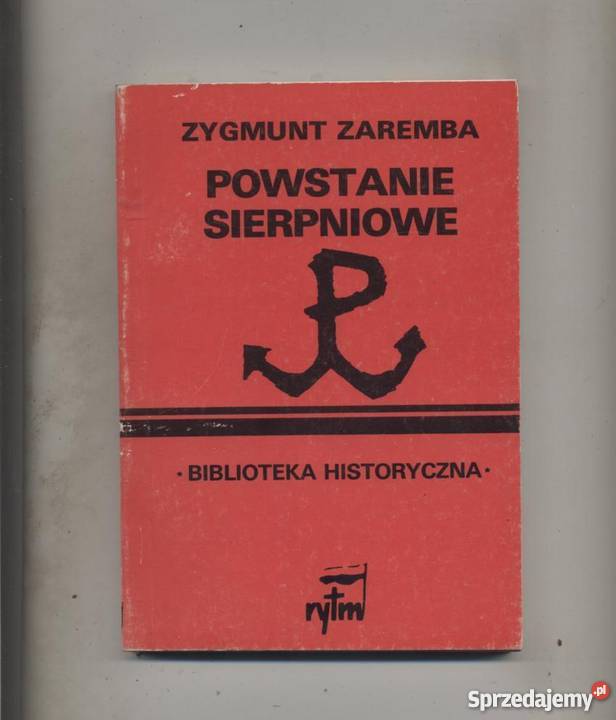 ZYGMUNT ZAREMBA
POWSTANIE
SIERPNIOWE
• BIBLIOTEKA HISTORYCZNA •
rytm
Sprzedajemy.pl